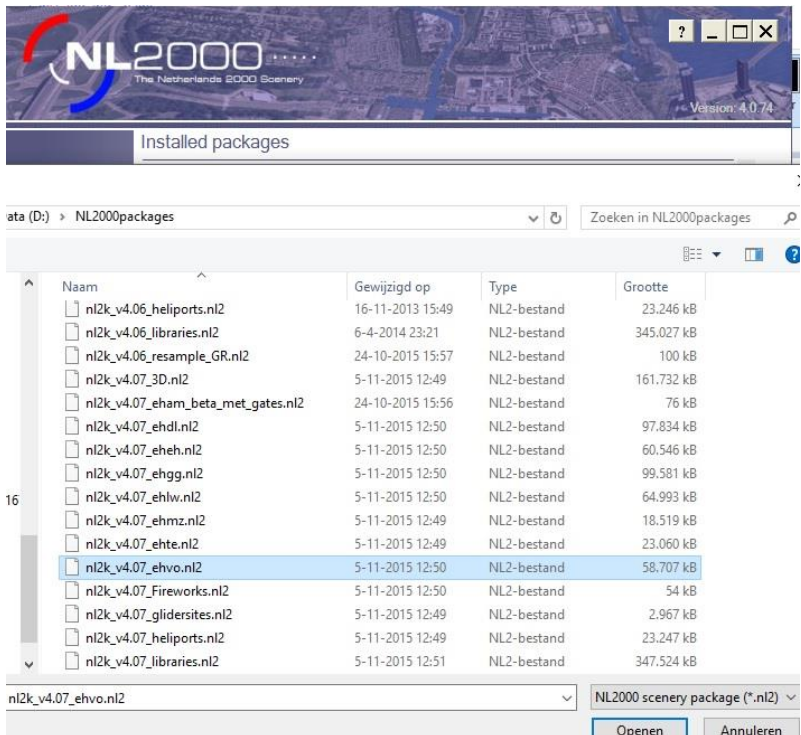 NL2000
The Netherlands 2000 Scenery
Version: 4.0.74
Installed packages
ata (D:) > NL2000packages
Zoeken in NL2000packages
Naam Gewijzigd op Type Grootte
nl2k_v4.06_heliports.nl2 16-11-2013 15:49 NL2-bestand 23.246 kB
nl2k_v4.06_libraries.nl2 6-4-2014 23:21 NL2-bestand 345.027 kB
nl2k_v4.06_resample_GR.nl2 24-10-2015 15:57 NL2-bestand 100 kB
nl2k_v4.07_3D.nl2 5-11-2015 12:49 NL2-bestand 161.732 kB
nl2k_v4.07_eham_beta_met_gates.nl2 24-10-2015 15:56 NL2-bestand 76 kB
nl2k_v4.07_ehdl.nl2 5-11-2015 12:50 NL2-bestand 97.834 kB
nl2k_v4.07_eheh.nl2 5-11-2015 12:50 NL2-bestand 60.546 kB
nl2k_v4.07_ehgg.nl2 5-11-2015 12:50 NL2-bestand 99.581 kB
16 nl2k_v4.07_ehlw.nl2 5-11-2015 12:50 NL2-bestand 64.993 kB
nl2k_v4.07_ehmz.nl2 5-11-2015 12:49 NL2-bestand 18.519 kB
nl2k_v4.07_ehte.nl2 5-11-2015 12:49 NL2-bestand 23.060 kB
nl2k_v4.07_ehvo.nl2 5-11-2015 12:50 NL2-bestand 58.707 kB
nl2k_v4.07_Fireworks.nl2 5-11-2015 12:50 NL2-bestand 54 kB
nl2k_v4.07_glidersites.nl2 5-11-2015 12:49 NL2-bestand 2.967 kB
nl2k_v4.07_heliports.nl2 5-11-2015 12:49 NL2-bestand 23.247 kB
nl2k_v4.07_libraries.nl2 5-11-2015 12:51 NL2-bestand 347.524 kB
nl2k_v4.07_ehvo.nl2 NL2000 scenery package (*.nl2)
Openen Annuleren